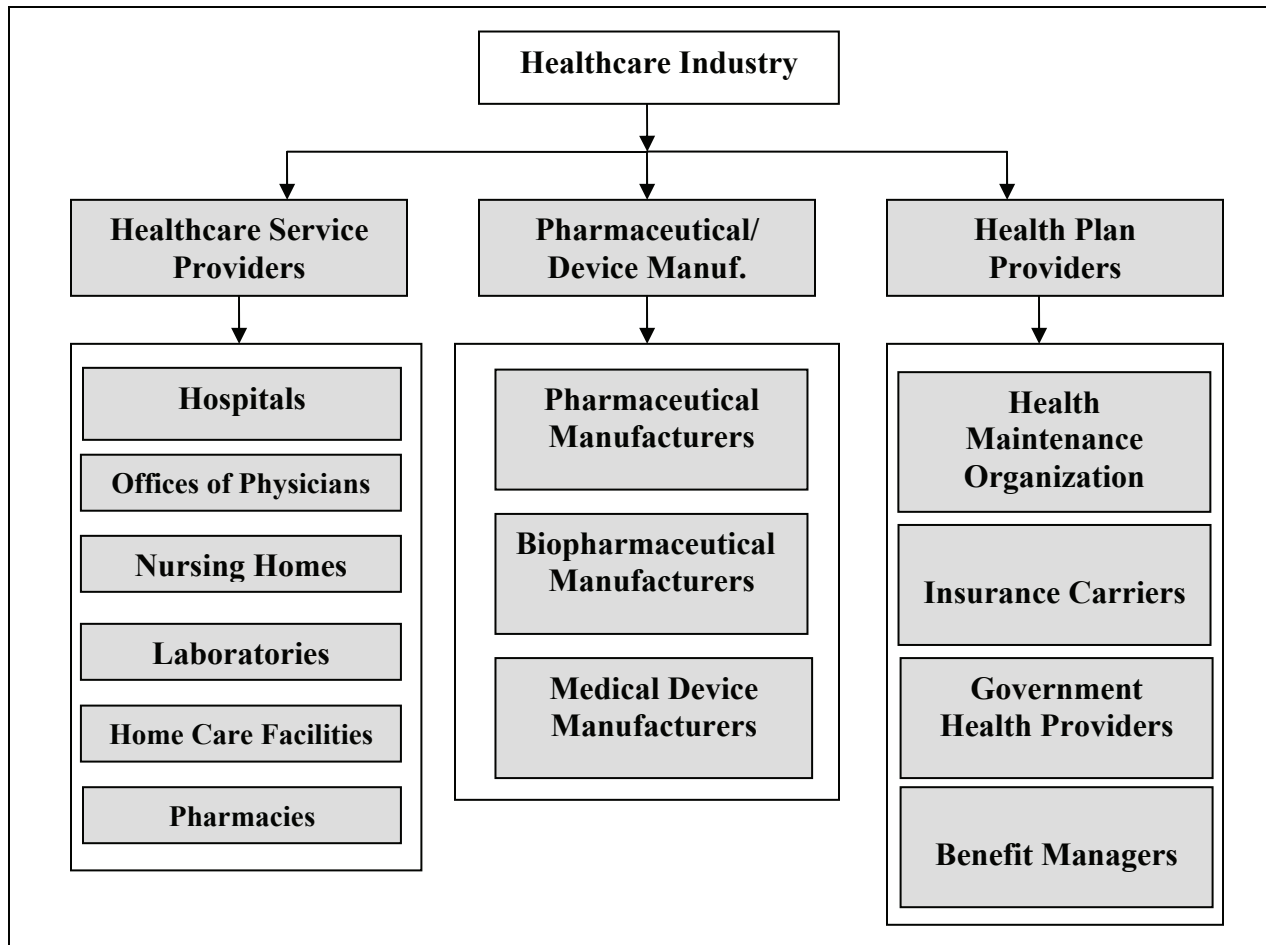 Healthcare Industry
Healthcare Service
Providers
Pharmaceutical/
Device Manuf.
Health Plan
Providers
Hospitals
Offices of Physicians
Nursing Homes
Laboratories
Home Care Facilities
Pharmacies
Pharmaceutical
Manufacturers
Biopharmaceutical
Manufacturers
Medical Device
Manufacturers
Health
Maintenance
Organization
Insurance Carriers
Government
Health Providers
Benefit Managers